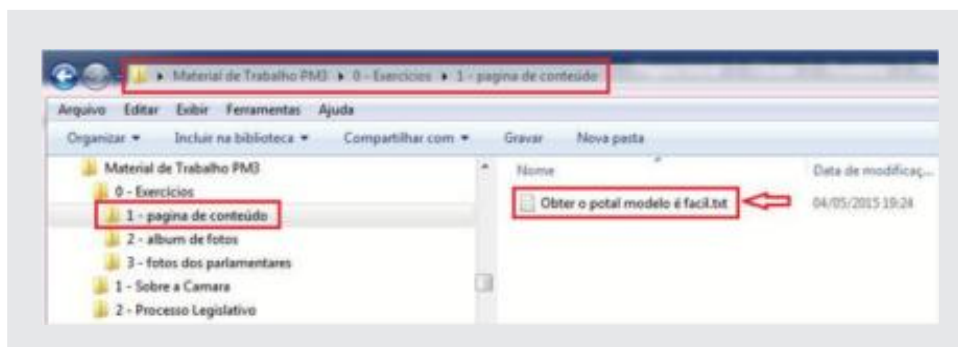 Material de Trabalho PM3 ▸ 0 - Exercícios ▸ 1 - pagina de conteúdo
Arquivo Editar Exibir Ferramentas Ajuda
Organizar Incluir na biblioteca Compartilhar com Gravar Nova pasta
Material de Trabalho PM3
0 - Exercícios
1 - pagina de conteúdo
2 - album de fotos
3 - fotos dos parlamentares
1 - Sobre a Camara
2 - Processo Legislativo
Nome Data de modificaç...
Obter o potal modelo é facil.txt 04/05/2015 19:24